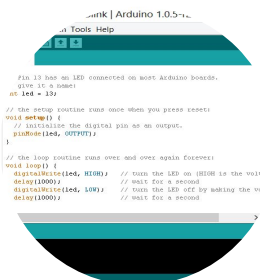 link | Arduino 1.0.5-r2
Tools Help
Pin 13 has an LED connected on most Arduino boards.
give it a name:
nt led = 13;
// the setup routine runs once when you press reset:
void setup() {
// initialize the digital pin as an output.
pinMode(led, OUTPUT);
}
// the loop routine runs over and over again forever:
void loop() {
digitalWrite(led, HIGH); // turn the LED on (HIGH is the vol
delay(1000); // wait for a second
digitalWrite(led, LOW); // turn the LED off by making the vo
delay(1000); // wait for a second